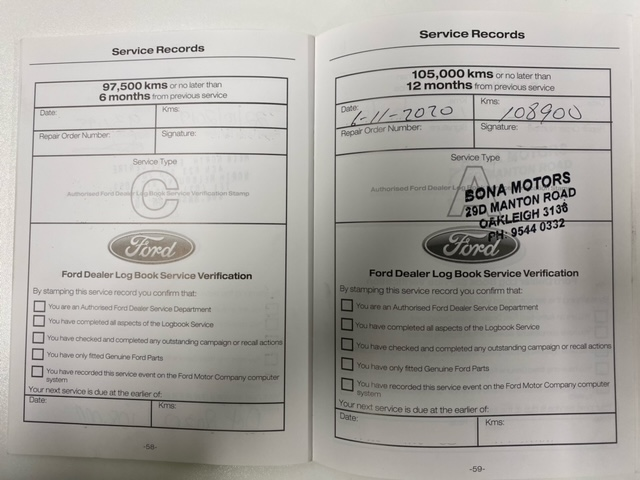 Service Records
97,500 kms or no later than
6 months from previous service
Date:
Kms:
Repair Order Number:
Signature:
Service Type
C
Authorised Ford Dealer Log Book Service Verification Stamp
Ford
Ford Dealer Log Book Service Verification
By stamping this service record you confirm that:
You are an Authorised Ford Dealer Service Department
You have completed all aspects of the Logbook Service
You have checked and completed any outstanding campaign or recall actions
You have only fitted Genuine Ford Parts
You have recorded this service event on the Ford Motor Company computer
system
Your next service is due at the earlier of:
Date:
Kms:
-58-
Service Records
105,000 kms or no later than
12 months from previous service
Date: 6-11-2020
Kms: 108900
Repair Order Number:
Signature:
Service Type
A
Authorised Ford Dealer
BONA MOTORS
29D MANTON ROAD
OAKLEIGH 3166
PH: 9544 0332
Ford
Ford Dealer Log Book Service Verification
By stamping this service record you confirm that:
You are an Authorised Ford Dealer Service Department
You have completed all aspects of the Logbook Service
You have checked and completed any outstanding campaign or recall actions
You have only fitted Genuine Ford Parts
You have recorded this service event on the Ford Motor Company computer
system
Your next service is due at the earlier of:
Date:
Kms:
-59-